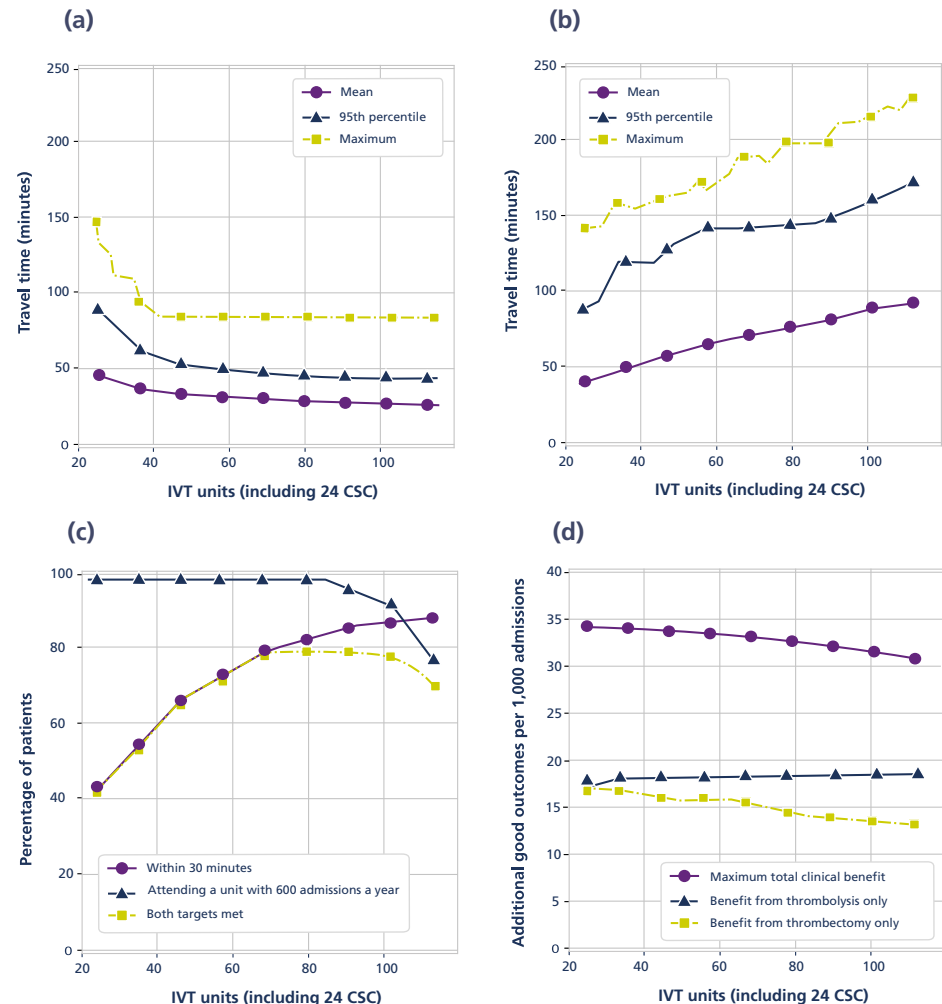 (a)
250
200
150
100
50
0
Travel time (minutes)
Mean
95th percentile
Maximum
20 40 60 80 100
IVT units (including 24 CSC)
(b)
250
200
150
100
50
0
Travel time (minutes)
Mean
95th percentile
Maximum
20 40 60 80 100
IVT units (including 24 CSC)
(c)
100
80
60
40
20
0
Percentage of patients
Within 30 minutes
Attending a unit with 600 admissions a year
Both targets met
20 40 60 80 100
IVT units (including 24 CSC)
(d)
40
35
30
25
20
15
10
5
0
Additional good outcomes per 1,000 admissions
Maximum total clinical benefit
Benefit from thrombolysis only
Benefit from thrombectomy only
20 40 60 80 100
IVT units (including 24 CSC)